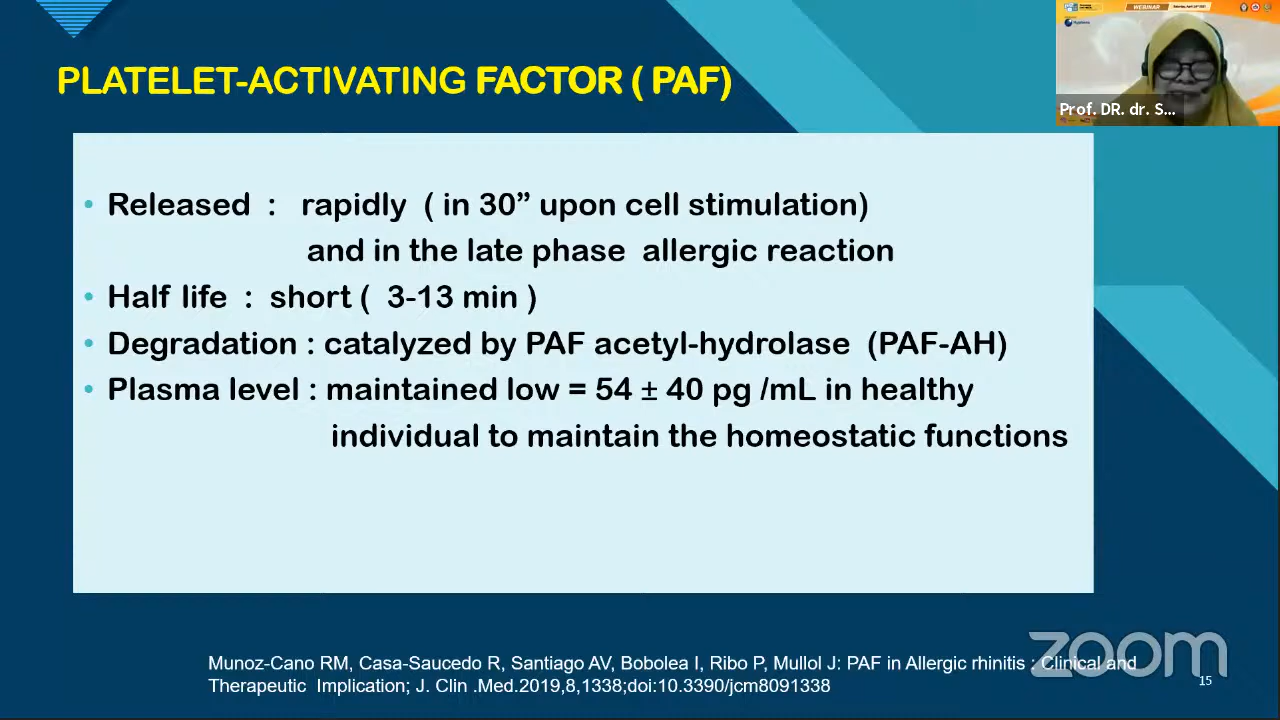 WEBINAR
PLATELET-ACTIVATING FACTOR ( PAF)
Prof. DR. dr. S...
• Released : rapidly ( in 30” upon cell stimulation)
and in the late phase allergic reaction
• Half life : short ( 3-13 min )
• Degradation : catalyzed by PAF acetyl-hydrolase (PAF-AH)
• Plasma level : maintained low = 54 ± 40 pg /mL in healthy
individual to maintain the homeostatic functions
zoom
Munoz-Cano RM, Casa-Saucedo R, Santiago AV, Bobolea I, Ribo P, Mullol J: PAF in Allergic rhinitis : Clinical and
Therapeutic Implication; J. Clin .Med.2019,8,1338;doi:10.3390/jcm8091338
15